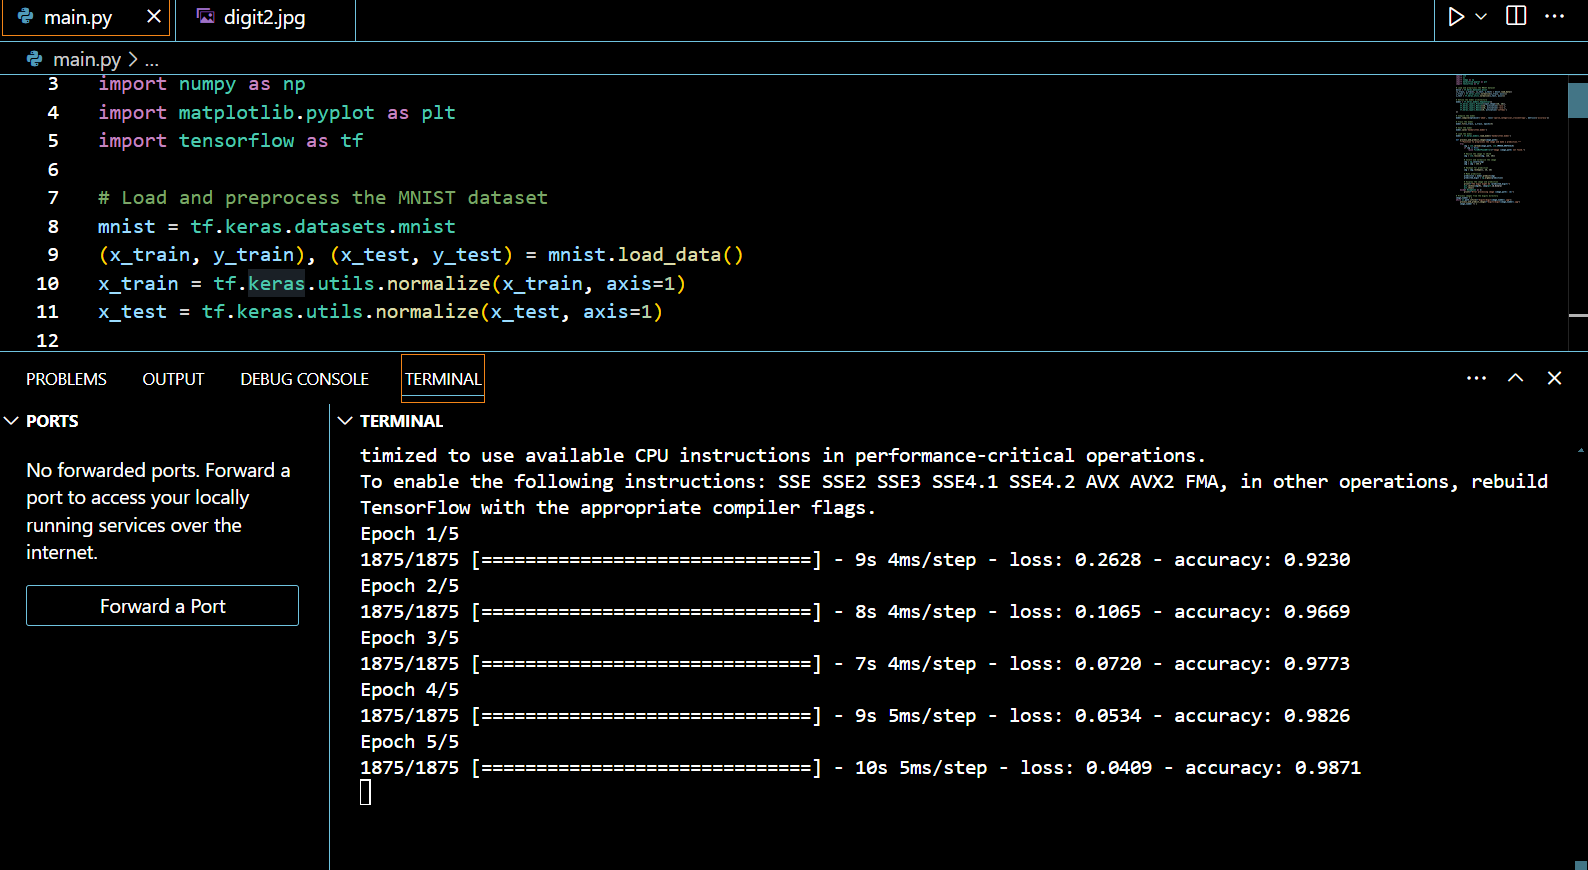 main.py
digit2.jpg
main.py > ...
3 import numpy as np
4 import matplotlib.pyplot as plt
5 import tensorflow as tf
6
7 # Load and preprocess the MNIST dataset
8 mnist = tf.keras.datasets.mnist
9 (x_train, y_train), (x_test, y_test) = mnist.load_data()
10 x_train = tf.keras.utils.normalize(x_train, axis=1)
11 x_test = tf.keras.utils.normalize(x_test, axis=1)
12
PROBLEMS OUTPUT DEBUG CONSOLE TERMINAL
PORTS
No forwarded ports. Forward a
port to access your locally
running services over the
internet.
Forward a Port
TERMINAL
timized to use available CPU instructions in performance-critical operations.
To enable the following instructions: SSE SSE2 SSE3 SSE4.1 SSE4.2 AVX AVX2 FMA, in other operations, rebuild
TensorFlow with the appropriate compiler flags.
Epoch 1/5
1875/1875 [==============================] - 9s 4ms/step - loss: 0.2628 - accuracy: 0.9230
Epoch 2/5
1875/1875 [==============================] - 8s 4ms/step - loss: 0.1065 - accuracy: 0.9669
Epoch 3/5
1875/1875 [==============================] - 7s 4ms/step - loss: 0.0720 - accuracy: 0.9773
Epoch 4/5
1875/1875 [==============================] - 9s 5ms/step - loss: 0.0534 - accuracy: 0.9826
Epoch 5/5
1875/1875 [==============================] - 10s 5ms/step - loss: 0.0409 - accuracy: 0.9871